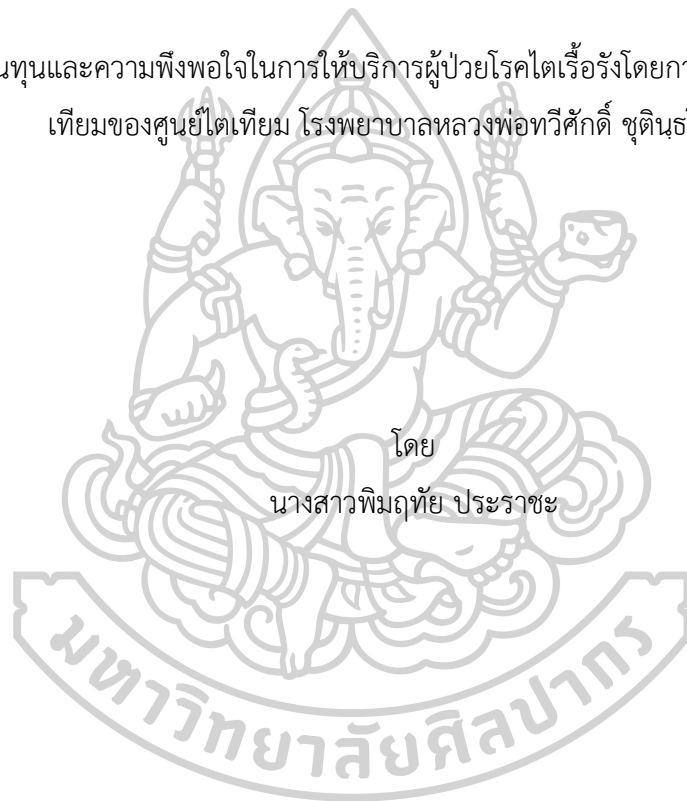 นทุนและความพึงพอใจในการให้บริการผู้ป่วยโรคไตเรื้อรังโดยกา
เทียมของศูนย์ไตเทียม โรงพยาบาลหลวงพ่อทวีศักดิ์ ชุตินฺธ
โดย
นางสาวพิมฤทัย ประราชะ
มหาวิทยาลัยศิลปากร